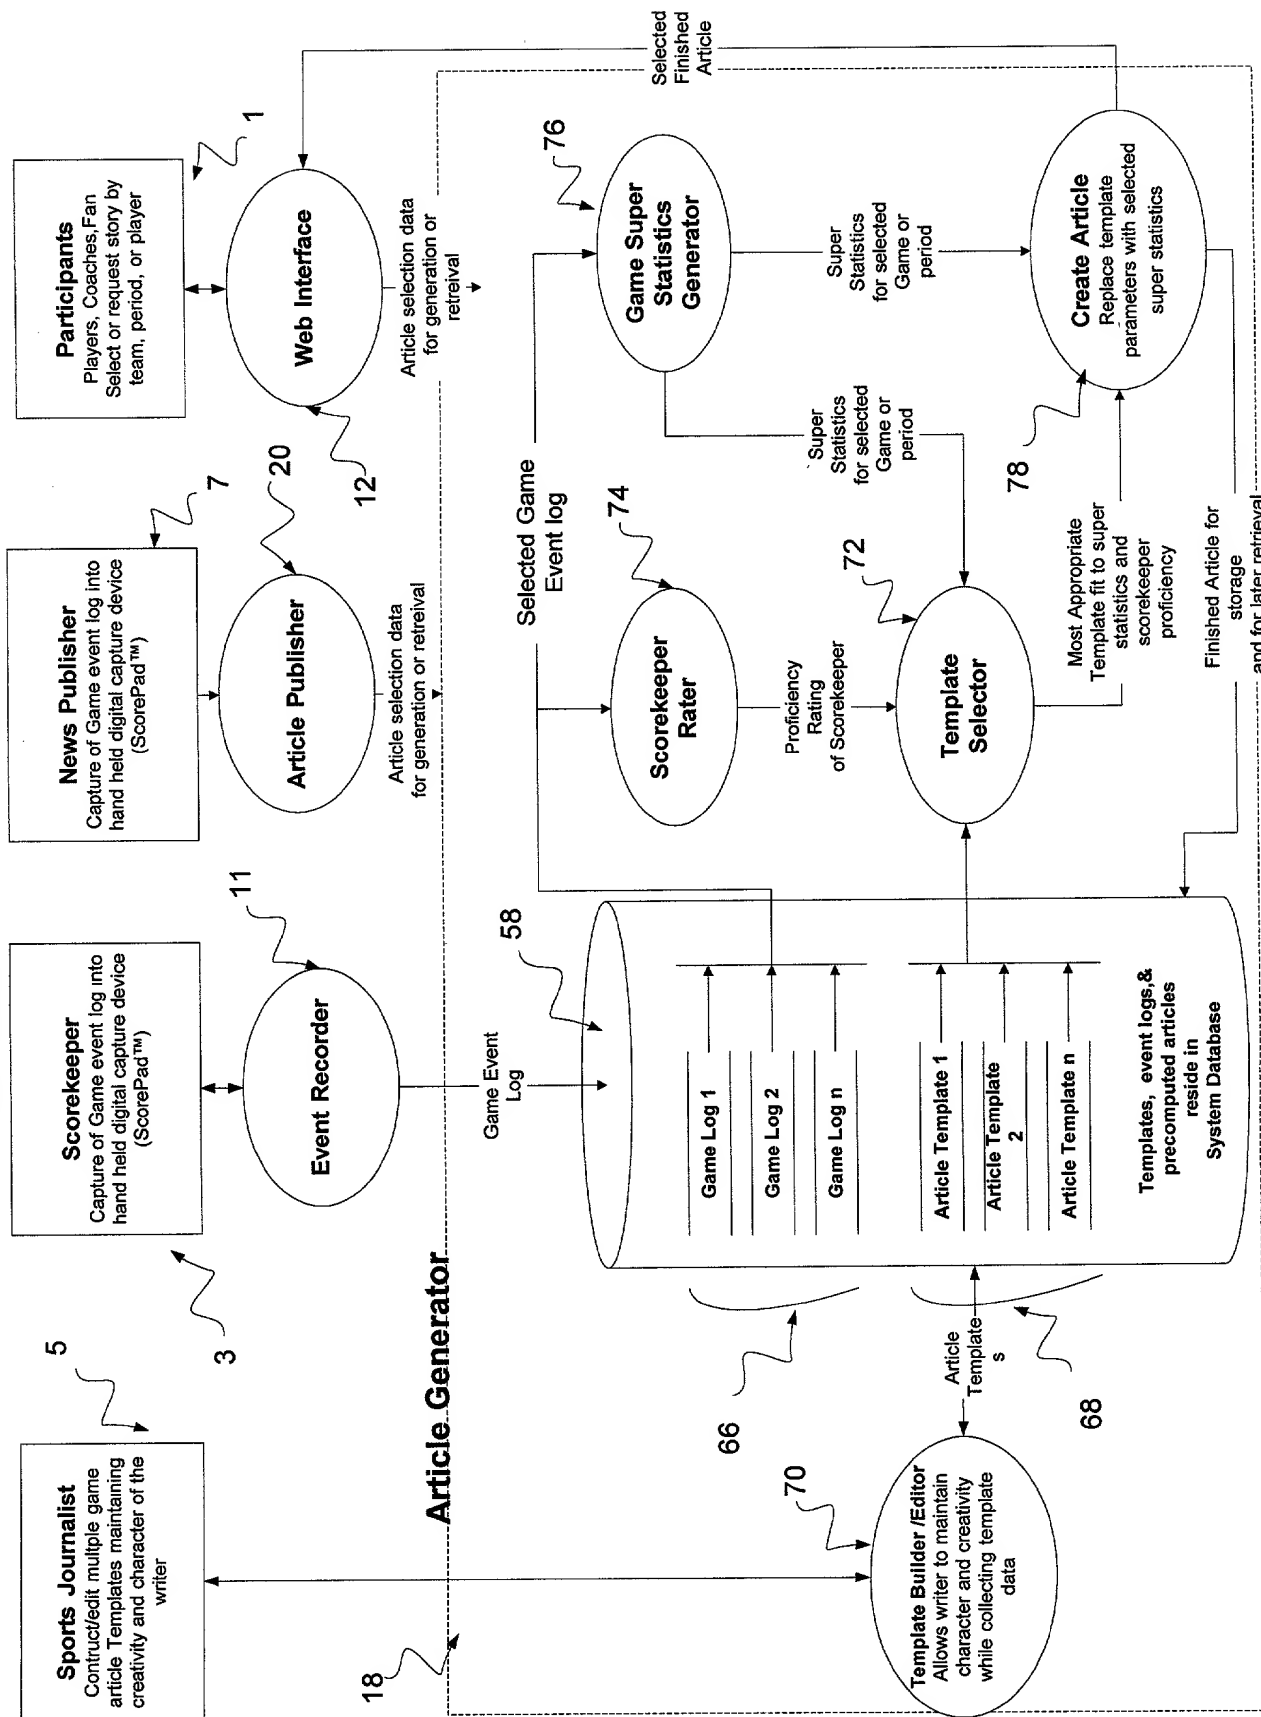 Sports Journalist
Contruct/edit multple game
article Templates maintaining
creativity and character of the
writer
5
Scorekeeper
Capture of Game event log into
hand held digital capture device
(ScorePad™)
3
News Publisher
Capture of Game event log into
hand held digital capture device
(ScorePad™)
7
Participants
Players, Coaches,Fan
Select or request story by
team, period, or player
1
Event Recorder
11
Article Publisher
20
Web Interface
12
Game Event
Log
Article selection data
for generation or retreival
Article selection data
for generation or
retreival
Selected
Finished
Article
Article Generator
18
58
Selected Game
Event log
Game Log 1
Game Log 2
Game Log n
66
Scorekeeper
Rater
74
Game Super
Statistics
Generator
76
Proficiency
Rating
of Scorekeeper
Super
Statistics
for selected
Game or
period
Super
Statistics
for selected
Game or
period
Template Builder /Editor
Allows writer to maintain
character and creativity
while collecting template
data
70
Article
Template
s
68
Article Template 1
Article Template
2
Article Template n
Templates, event logs,&
precomputed articles
reside in
System Database
Template
Selector
72
Most Appropriate
Template fit to super
statistics and
scorekeeper
proficiency
Create Article
Replace template
parameters with selected
super statistics
78
Finished Article for
storage
and for later retrieval